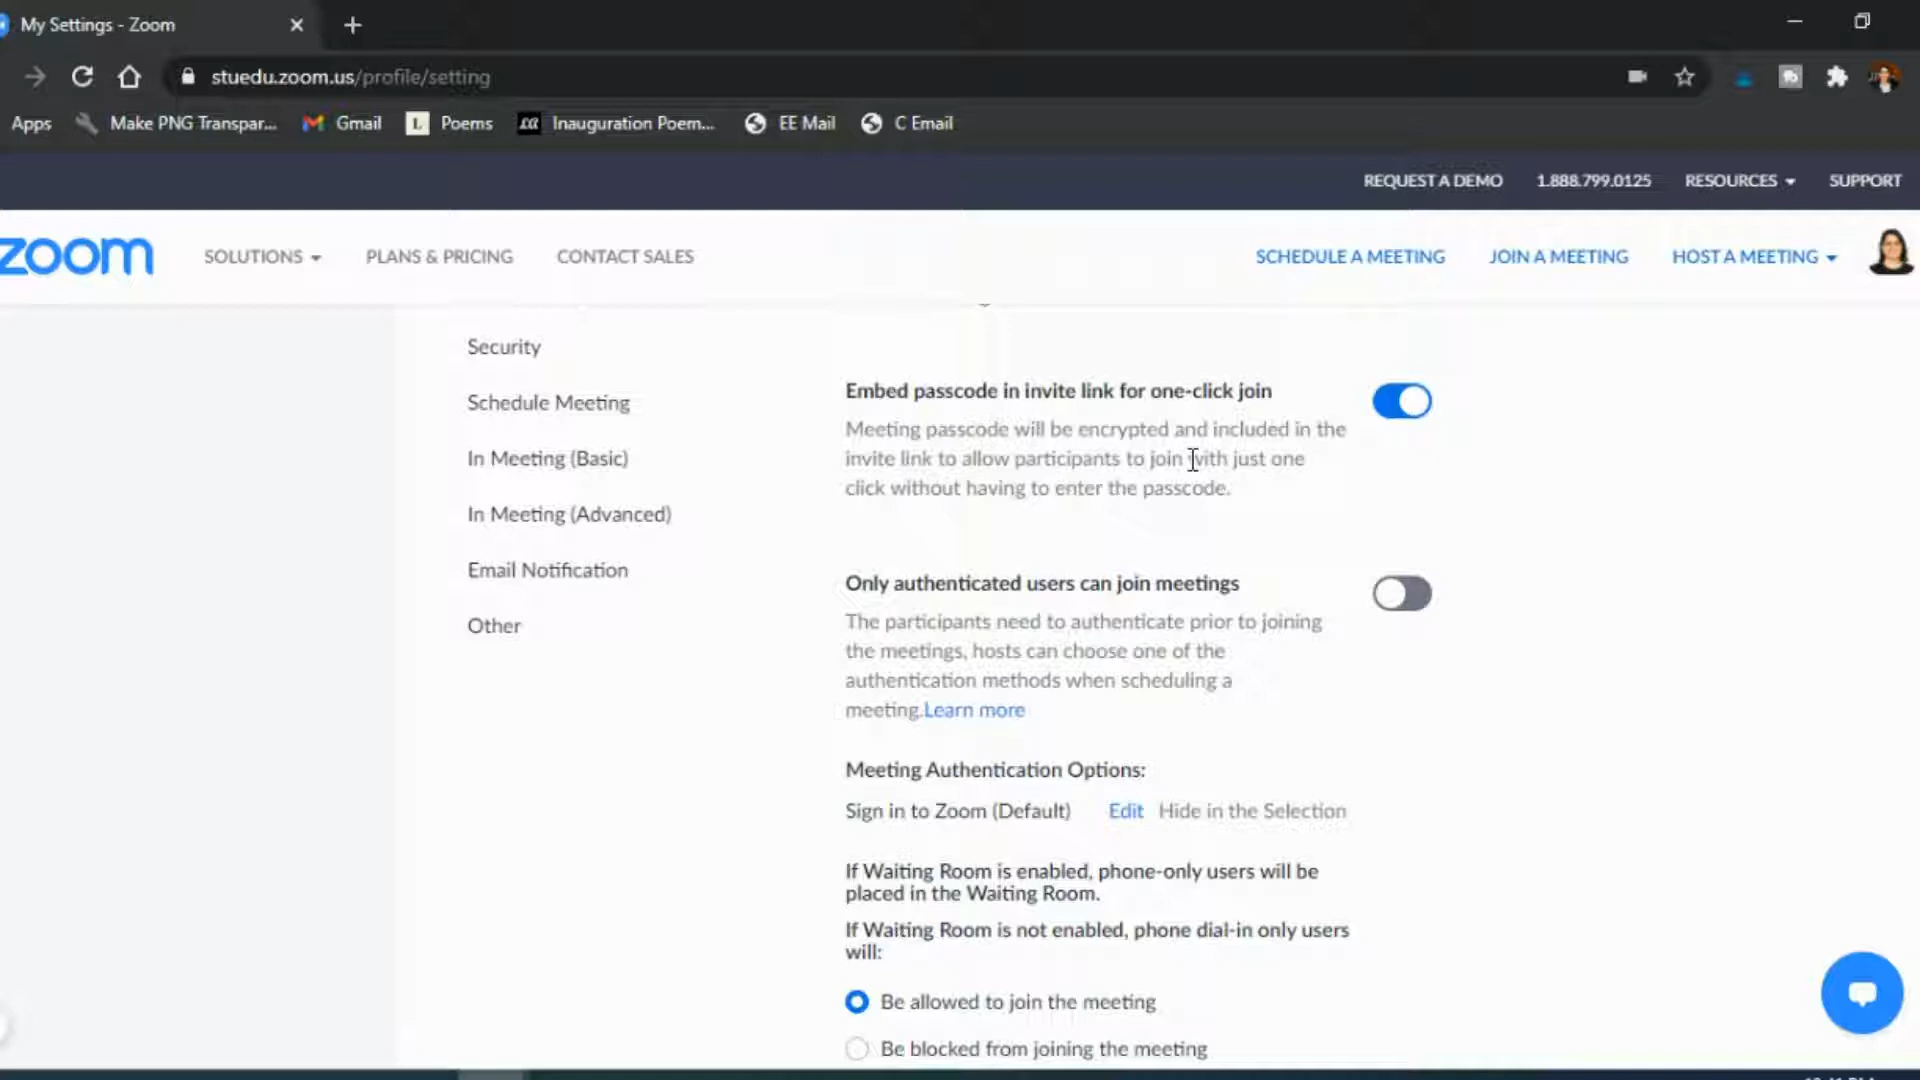 My Settings - Zoom
stuedu.zoom.us/profile/setting
Apps Make PNG Transpar... Gmail L Poems Inauguration Poem... EE Mail C Email
REQUEST A DEMO 1.888.799.0125 RESOURCES SUPPORT
zoom SOLUTIONS PLANS & PRICING CONTACT SALES SCHEDULE A MEETING JOIN A MEETING HOST A MEETING
Security
Schedule Meeting
In Meeting (Basic)
In Meeting (Advanced)
Email Notification
Other
Embed passcode in invite link for one-click join
Meeting passcode will be encrypted and included in the
invite link to allow participants to join with just one
click without having to enter the passcode.
Only authenticated users can join meetings
The participants need to authenticate prior to joining
the meetings, hosts can choose one of the
authentication methods when scheduling a
meeting.Learn more
Meeting Authentication Options:
Sign in to Zoom (Default) Edit Hide in the Selection
If Waiting Room is enabled, phone-only users will be
placed in the Waiting Room.
If Waiting Room is not enabled, phone dial-in only users
will:
Be allowed to join the meeting
Be blocked from joining the meeting